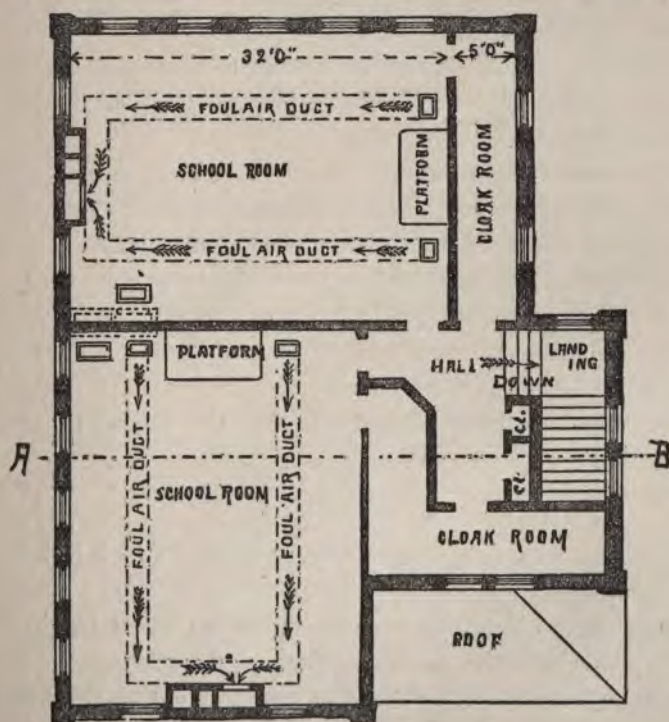 32'0"
5'0"
FOUL AIR DUCT
SCHOOL ROOM
PLATFORM
CLOAK ROOM
FOUL AIR DUCT
PLATFORM
HALL
DOWN
LAND
ING
Cl.
Cl.
A
B
FOUL AIR DUCT
SCHOOL ROOM
FOUL AIR DUCT
CLOAK ROOM
ROOF